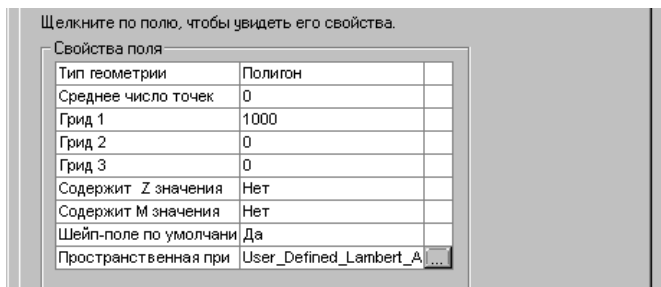 Щелкните по полю, чтобы увидеть его свойства.
Свойства поля
Тип геометрии Полигон
Среднее число точек 0
Грид 1 1000
Грид 2 0
Грид 3 0
Содержит Z значения Нет
Содержит M значения Нет
Шейп-поле по умолчани Да
Пространственная при User_Defined_Lambert_A ...